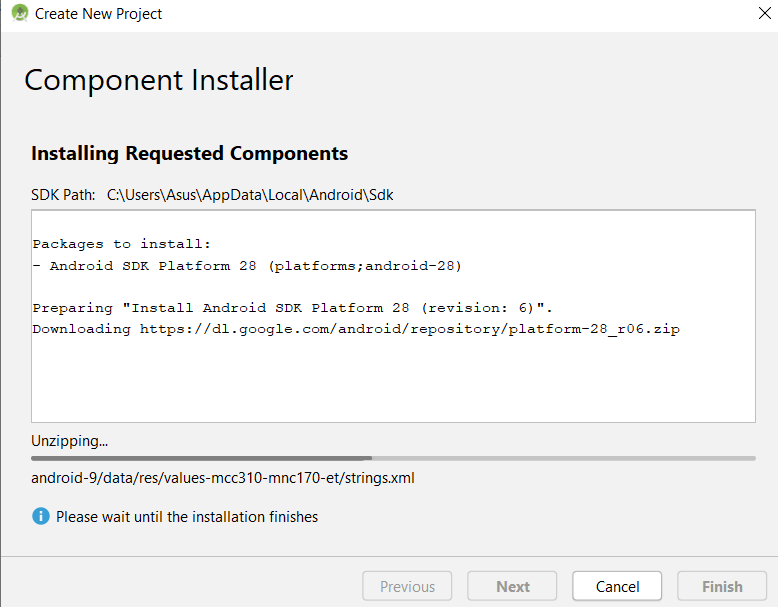 Create New Project
Component Installer
Installing Requested Components
SDK Path: C:\Users\Asus\AppData\Local\Android\Sdk
Packages to install:
- Android SDK Platform 28 (platforms;android-28)
Preparing "Install Android SDK Platform 28 (revision: 6)".
Downloading https://dl.google.com/android/repository/platform-28_r06.zip
Unzipping...
android-9/data/res/values-mcc310-mnc170-et/strings.xml
Please wait until the installation finishes
Previous Next Cancel Finish